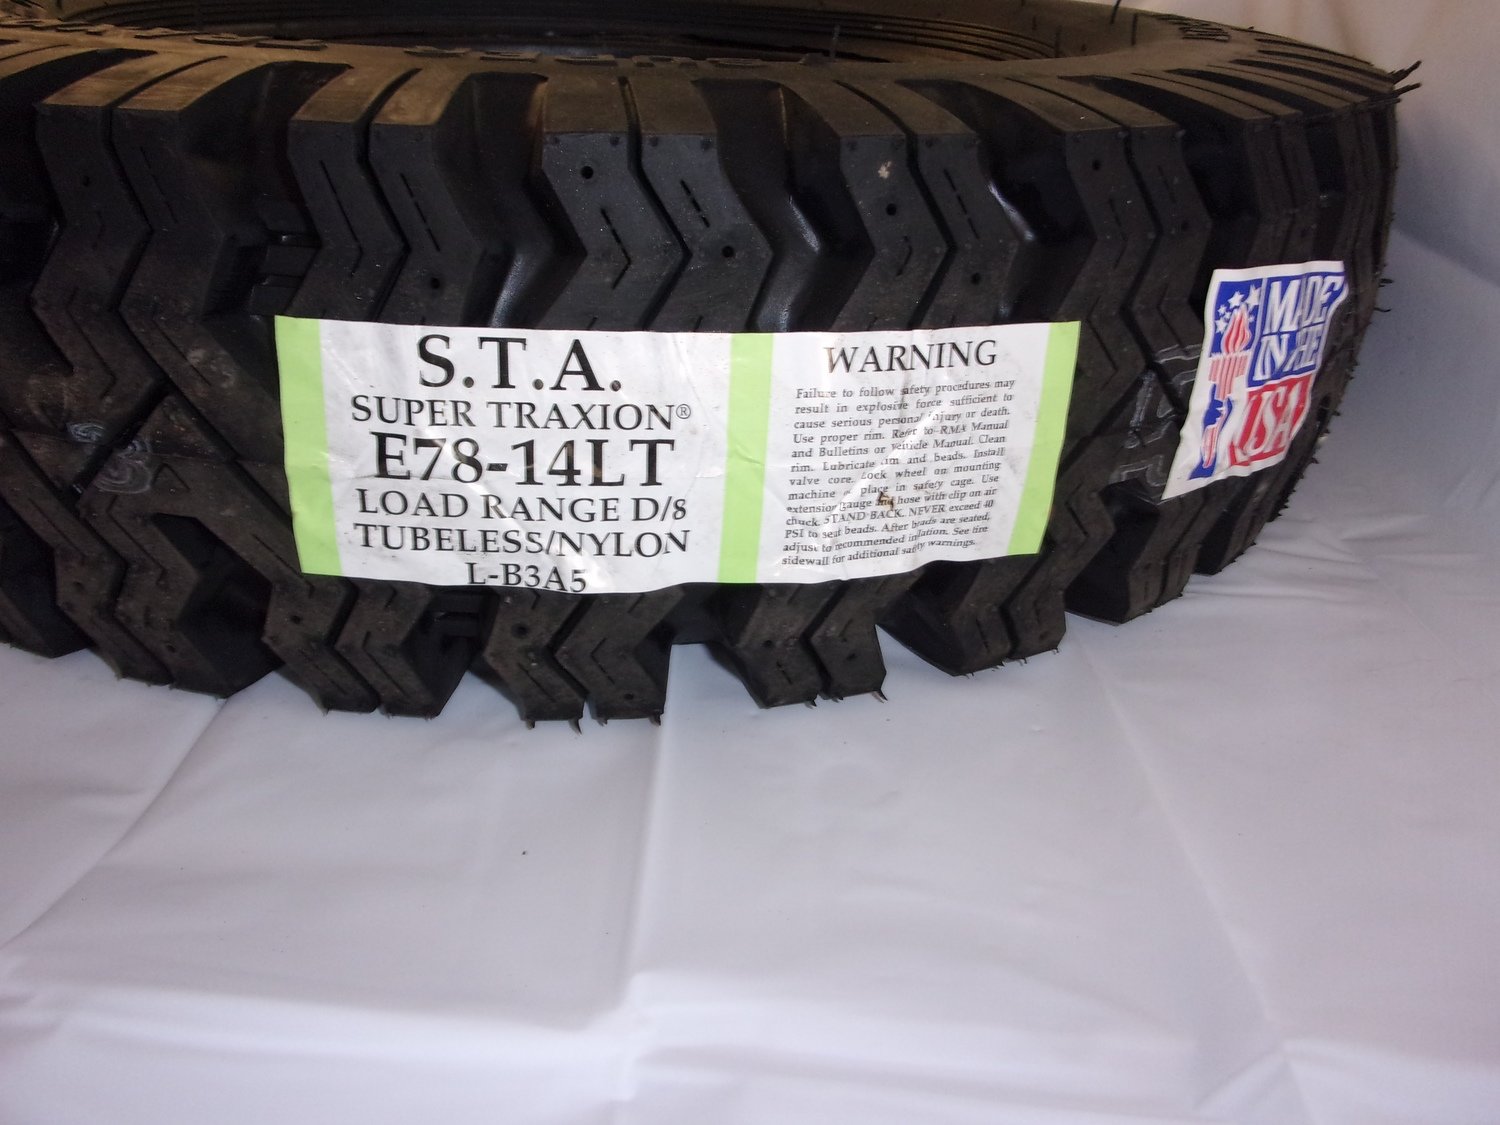 S.T.A.
SUPER TRAXION®
E78-14LT
LOAD RANGE D/8
TUBELESS/NYLON
L-B3A5
WARNING
Failure to follow safety procedures may
result in explosive force sufficient to
cause serious personal injury or death.
Use proper rim. Refer to RMA Manual
and Bulletins or Vehicle Manual. Clean
rim. Lubricate rim and beads. Install
valve core. Lock wheel on mounting
machine or place in safety cage. Use
extension gauge and hose with clip on air
chuck. STAND BACK. NEVER exceed 40
PSI to seat beads. After beads are seated,
adjust to recommended inflation. See tire
sidewall for additional safety warnings.
MADE
IN THE
USA